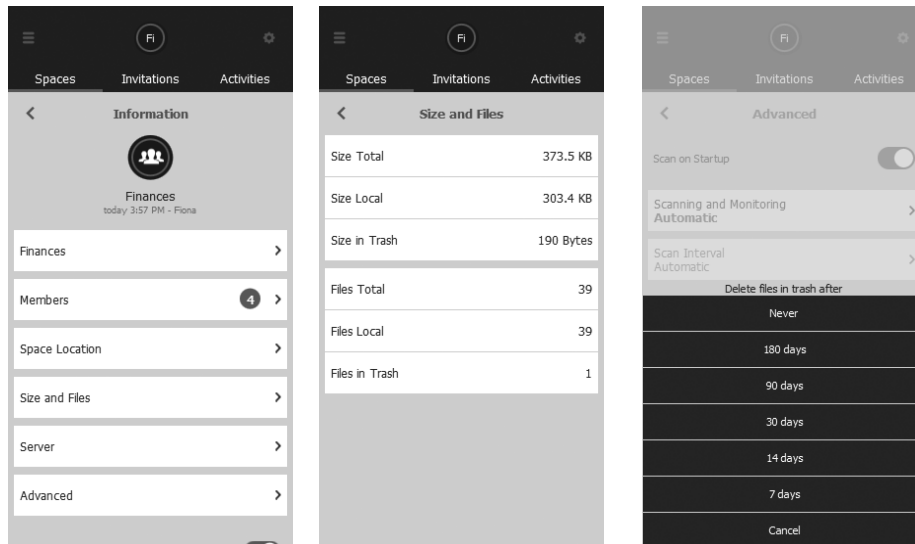 Fi
Spaces Invitations Activities
Information
Finances
today 3:57 PM - Fiona
Finances
Members 4
Space Location
Size and Files
Server
Advanced
Fi
Spaces Invitations Activities
Size and Files
Size Total 373.5 KB
Size Local 303.4 KB
Size in Trash 190 Bytes
Files Total 39
Files Local 39
Files in Trash 1
Fi
Spaces Invitations Activities
Advanced
Scan on Startup
Scanning and Monitoring
Automatic
Scan Interval
Automatic
Delete files in trash after
Never
180 days
90 days
30 days
14 days
7 days
Cancel